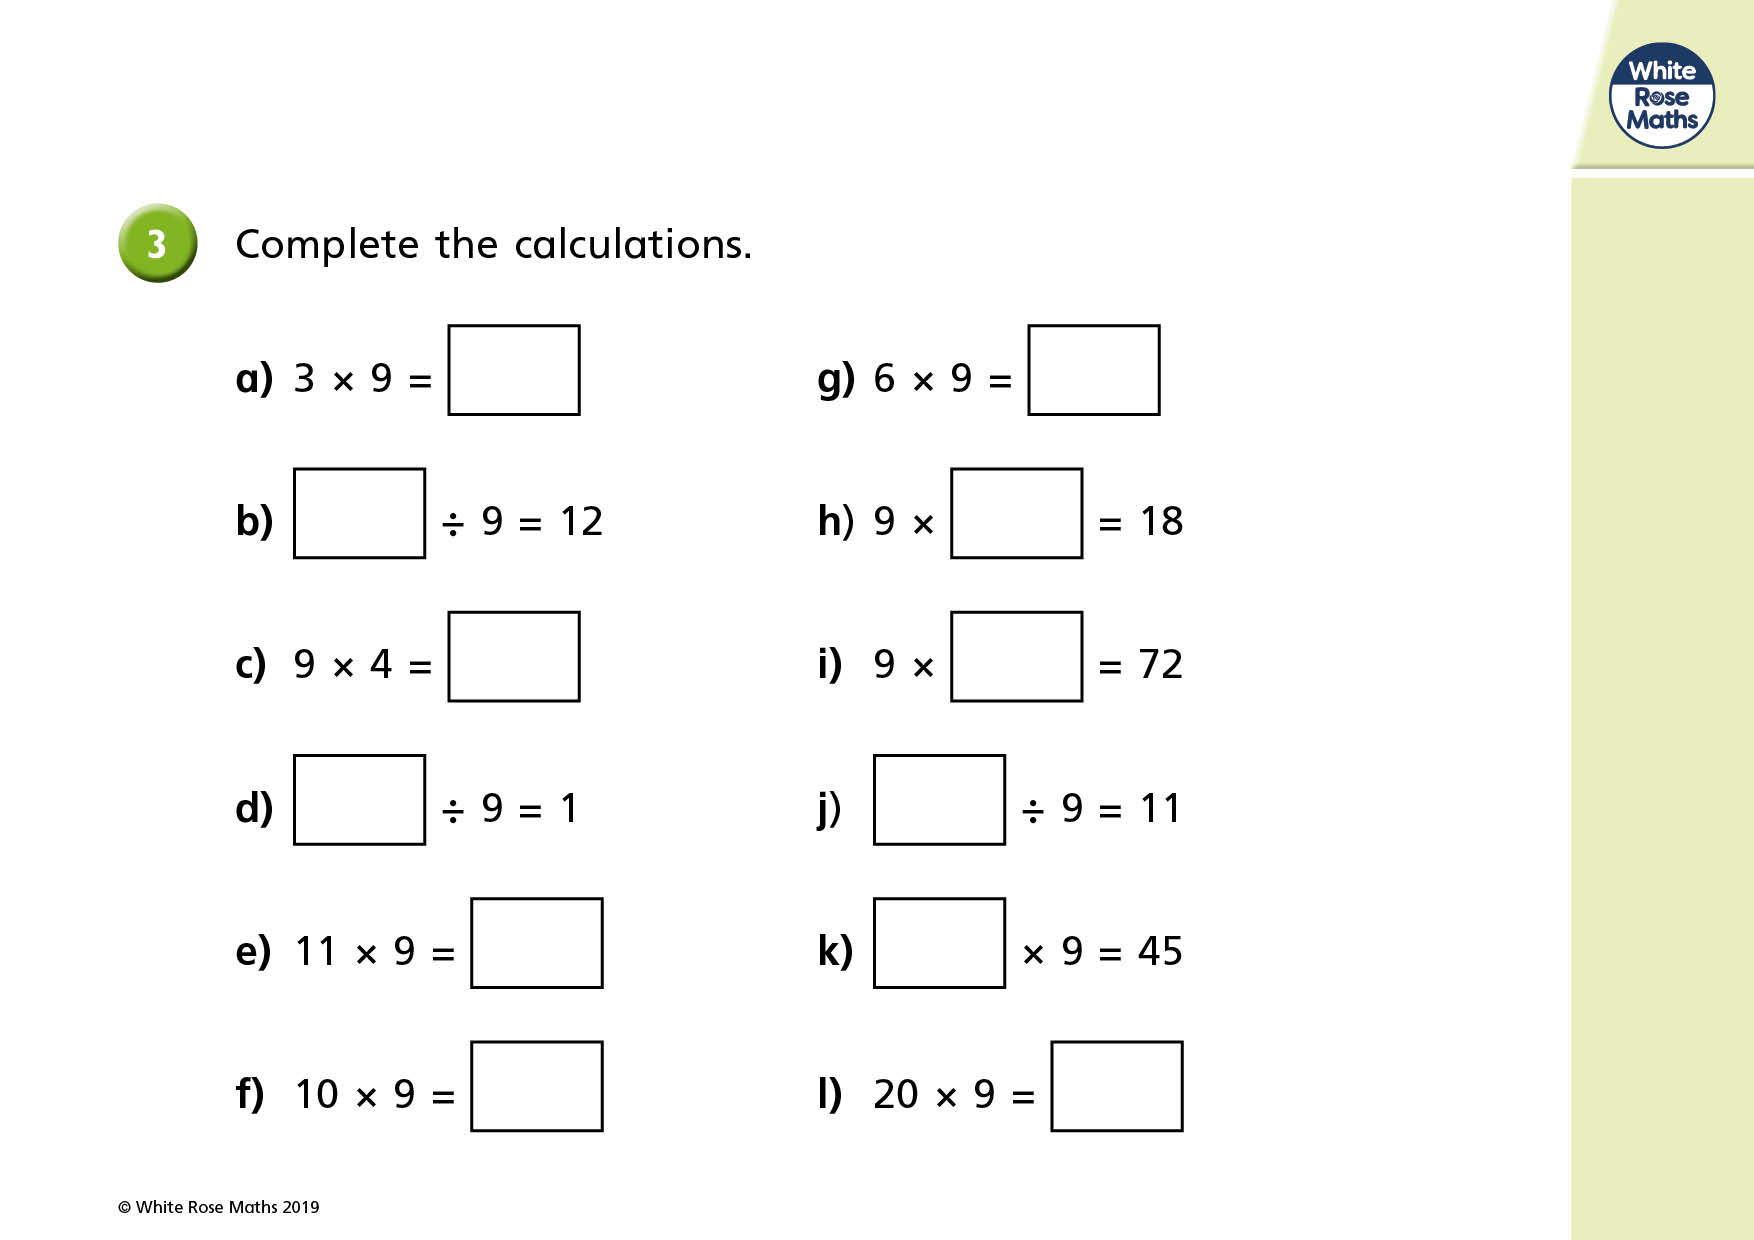 White
Rose
Maths
3 Complete the calculations.
a) 3 × 9 =
b) ÷ 9 = 12
c) 9 × 4 =
d) ÷ 9 = 1
e) 11 × 9 =
f) 10 × 9 =
g) 6 × 9 =
h) 9 × = 18
i) 9 × = 72
j) ÷ 9 = 11
k) × 9 = 45
l) 20 × 9 =
© White Rose Maths 2019